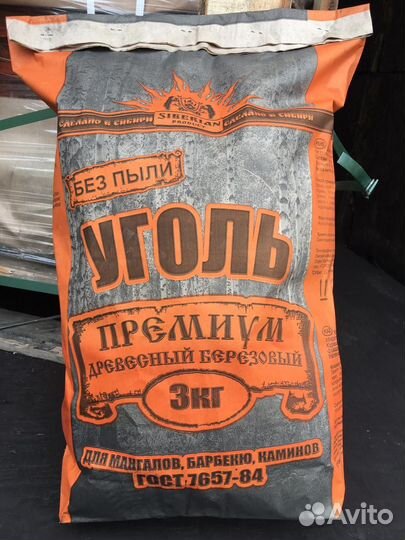 СДЕЛАНО В СИБИРИ
SIBERIAN
PRODUCT
СДЕЛАНО В СИБИРИ
БЕЗ ПЫЛИ
УГОЛЬ
ПРЕМИУМ
ДРЕВЕСНЫЙ БЕРЕЗОВЫЙ
3КГ
ДЛЯ МАНГАЛОВ, БАРБЕКЮ, КАМИНОВ
ГОСТ 7657-84
Avito